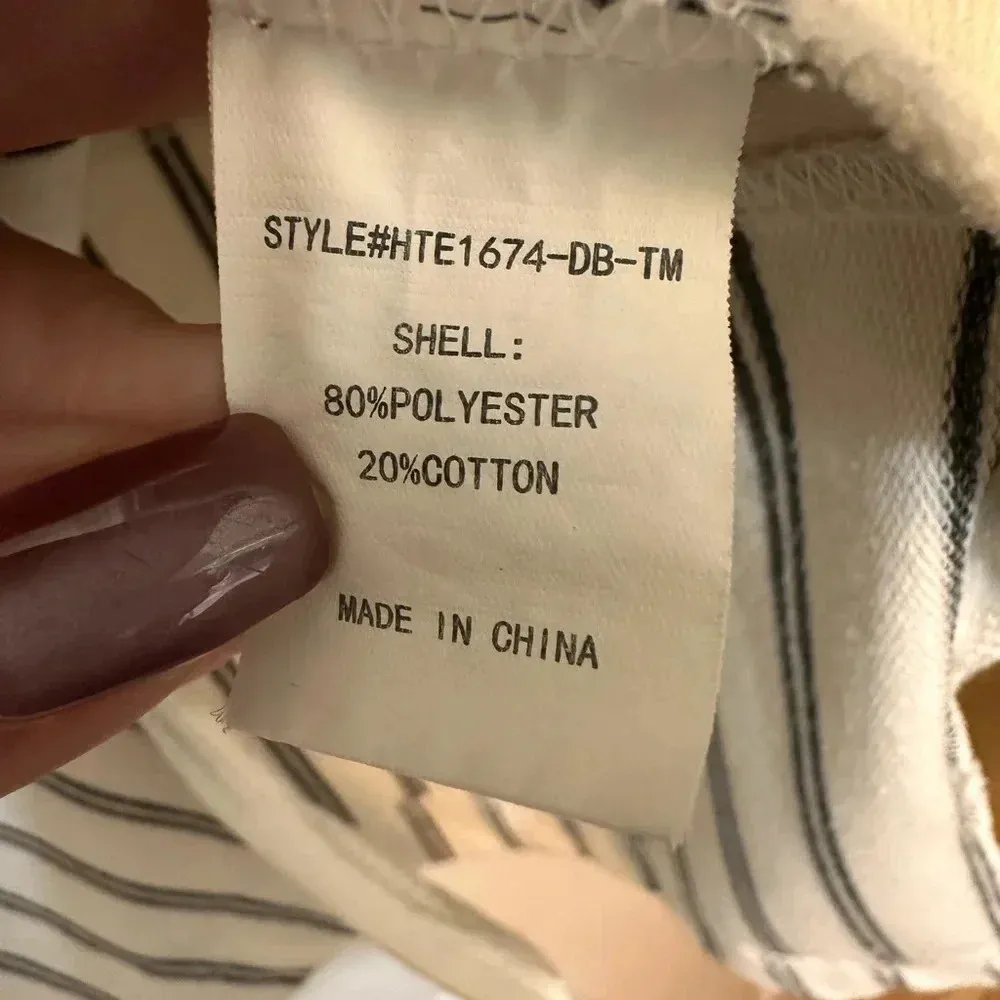 STYLE#HTE1674-DB-TM
SHELL:
80%POLYESTER
20%COTTON
MADE IN CHINA